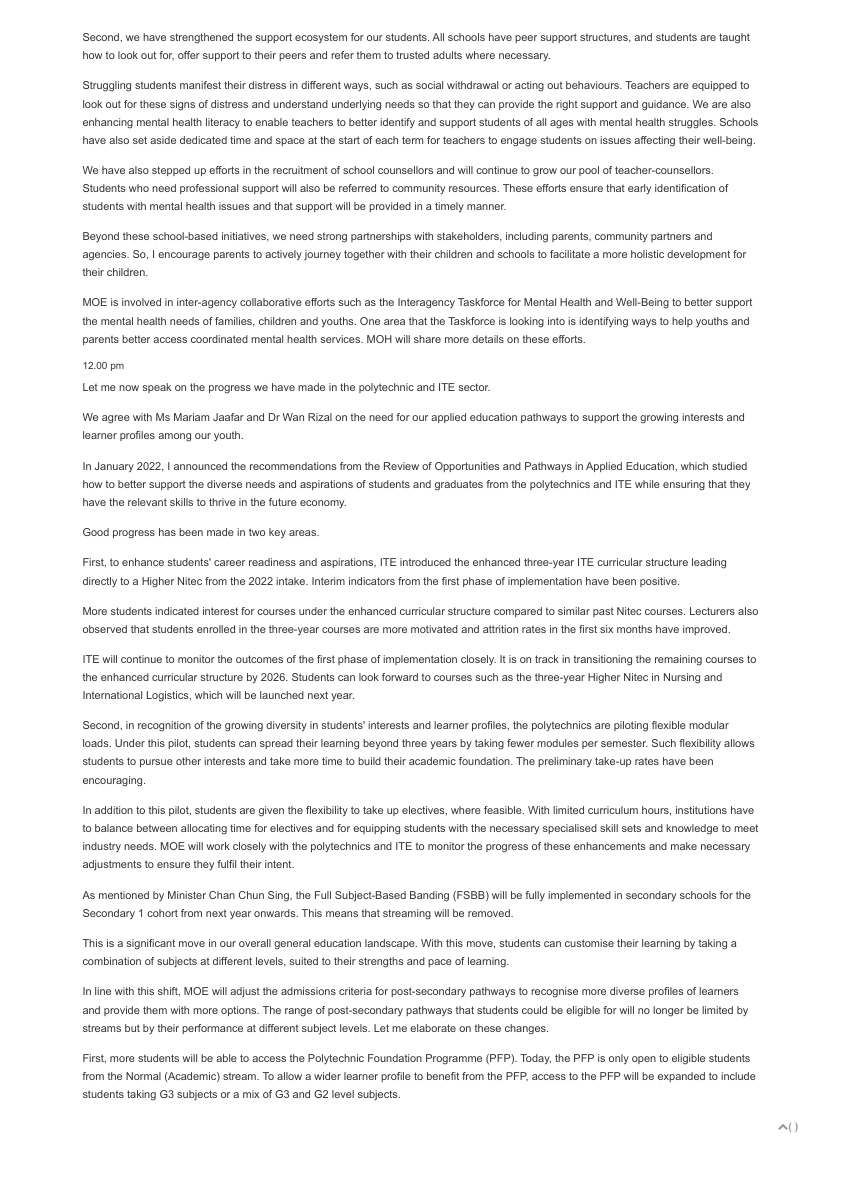 Second, we have strengthened the support ecosystem for our students. All schools have peer support structures, and students are taught
how to look out for, offer support to their peers and refer them to trusted adults where necessary.
Struggling students manifest their distress in different ways, such as social withdrawal or acting out behaviours. Teachers are equipped to
look out for these signs of distress and understand underlying needs so that they can provide the right support and guidance. We are also
enhancing mental health literacy to enable teachers to better identify and support students of all ages with mental health struggles. Schools
have also set aside dedicated time and space at the start of each term for teachers to engage students on issues affecting their well-being.
We have also stepped up efforts in the recruitment of school counsellors and will continue to grow our pool of teacher-counsellors.
Students who need professional support will also be referred to community resources. These efforts ensure that early identification of
students with mental health issues and that support will be provided in a timely manner.
Beyond these school-based initiatives, we need strong partnerships with stakeholders, including parents, community partners and
agencies. So, I encourage parents to actively journey together with their children and schools to facilitate a more holistic development for
their children.
MOE is involved in inter-agency collaborative efforts such as the Interagency Taskforce for Mental Health and Well-Being to better support
the mental health needs of families, children and youths. One area that the Taskforce is looking into is identifying ways to help youths and
parents better access coordinated mental health services. MOH will share more details on these efforts.
12.00 pm
Let me now speak on the progress we have made in the polytechnic and ITE sector.
We agree with Ms Mariam Jaafar and Dr Wan Rizal on the need for our applied education pathways to support the growing interests and
learner profiles among our youth.
In January 2022, I announced the recommendations from the Review of Opportunities and Pathways in Applied Education, which studied
how to better support the diverse needs and aspirations of students and graduates from the polytechnics and ITE while ensuring that they
have the relevant skills to thrive in the future economy.
Good progress has been made in two key areas.
First, to enhance students' career readiness and aspirations, ITE introduced the enhanced three-year ITE curricular structure leading
directly to a Higher Nitec from the 2022 intake. Interim indicators from the first phase of implementation have been positive.
More students indicated interest for courses under the enhanced curricular structure compared to similar past Nitec courses. Lecturers also
observed that students enrolled in the three-year courses are more motivated and attrition rates in the first six months have improved.
ITE will continue to monitor the outcomes of the first phase of implementation closely. It is on track in transitioning the remaining courses to
the enhanced curricular structure by 2026. Students can look forward to courses such as the three-year Higher Nitec in Nursing and
International Logistics, which will be launched next year.
Second, in recognition of the growing diversity in students' interests and learner profiles, the polytechnics are piloting flexible modular
loads. Under this pilot, students can spread their learning beyond three years by taking fewer modules per semester. Such flexibility allows
students to pursue other interests and take more time to build their academic foundation. The preliminary take-up rates have been
encouraging.
In addition to this pilot, students are given the flexibility to take up electives, where feasible. With limited curriculum hours, institutions have
to balance between allocating time for electives and for equipping students with the necessary specialised skill sets and knowledge to meet
industry needs. MOE will work closely with the polytechnics and ITE to monitor the progress of these enhancements and make necessary
adjustments to ensure they fulfil their intent.
As mentioned by Minister Chan Chun Sing, the Full Subject-Based Banding (FSBB) will be fully implemented in secondary schools for the
Secondary 1 cohort from next year onwards. This means that streaming will be removed.
This is a significant move in our overall general education landscape. With this move, students can customise their learning by taking a
combination of subjects at different levels, suited to their strengths and pace of learning.
In line with this shift, MOE will adjust the admissions criteria for post-secondary pathways to recognise more diverse profiles of learners
and provide them with more options. The range of post-secondary pathways that students could be eligible for will no longer be limited by
streams but by their performance at different subject levels. Let me elaborate on these changes.
First, more students will be able to access the Polytechnic Foundation Programme (PFP). Today, the PFP is only open to eligible students
from the Normal (Academic) stream. To allow a wider learner profile to benefit from the PFP, access to the PFP will be expanded to include
students taking G3 subjects or a mix of G3 and G2 level subjects.
( )